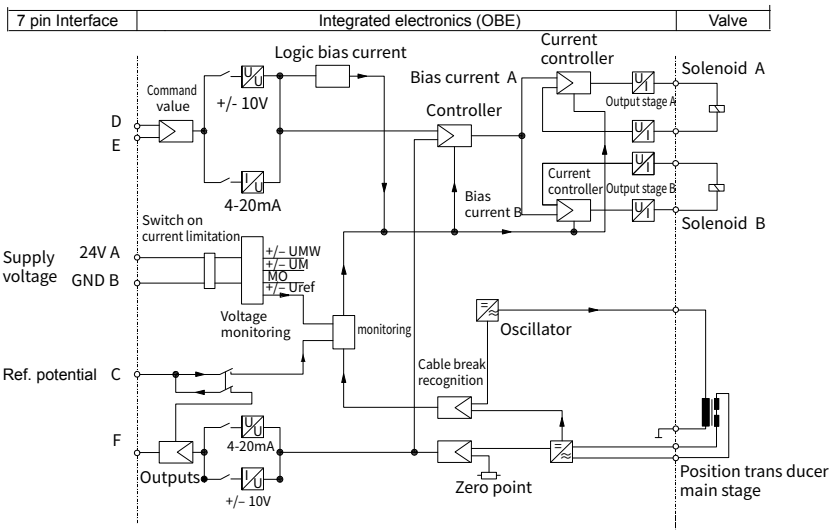 7 pin Interface
Integrated electronics (OBE)
Valve
Logic bias current
Current
controller
Bias current A
Solenoid A
Command
value
U
U
+/- 10V
Controller
U
I
Output stage A
D
E
U
I
I
U
4-20mA
U
I
Current
controller
Output stage B
Bias
current B
U
I
Solenoid B
Switch on
current limitation
Supply
voltage
24V A
GND B
+/– UMW
+/– UM
MO
+/– Uref
Voltage
monitoring
monitoring
Oscillator
Cable break
recognition
Ref. potential C
F
U
U
4-20mA
Outputs
I
U
+/– 10V
Zero point
Position trans ducer
main stage